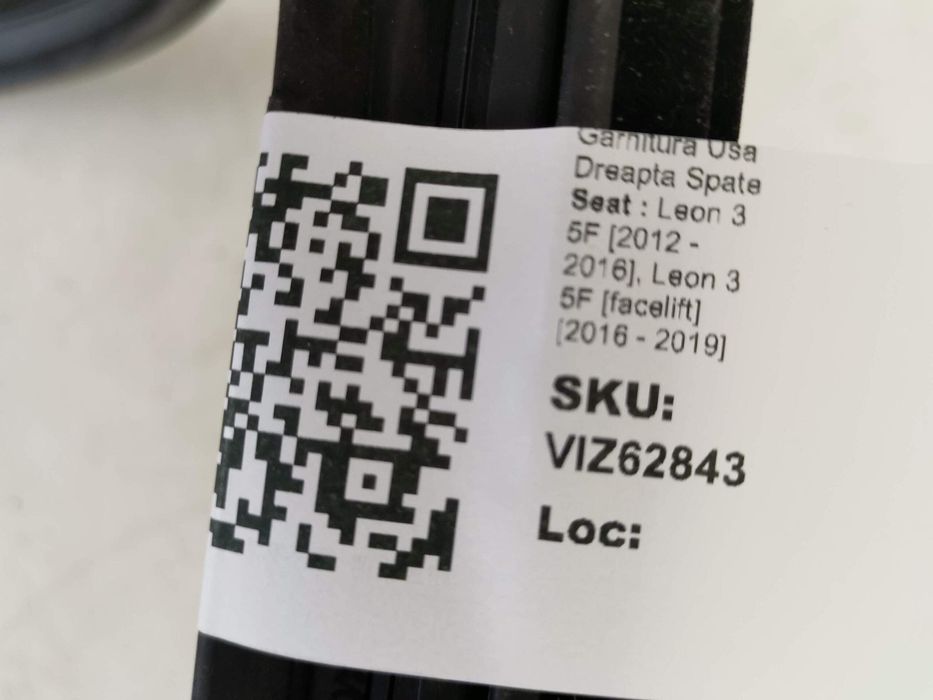 Garnitura Usa
Dreapta Spate
Seat : Leon 3
5F [2012 -
2016], Leon 3
5F [facelift]
[2016 - 2019]
SKU:
VIZ62843
Loc: